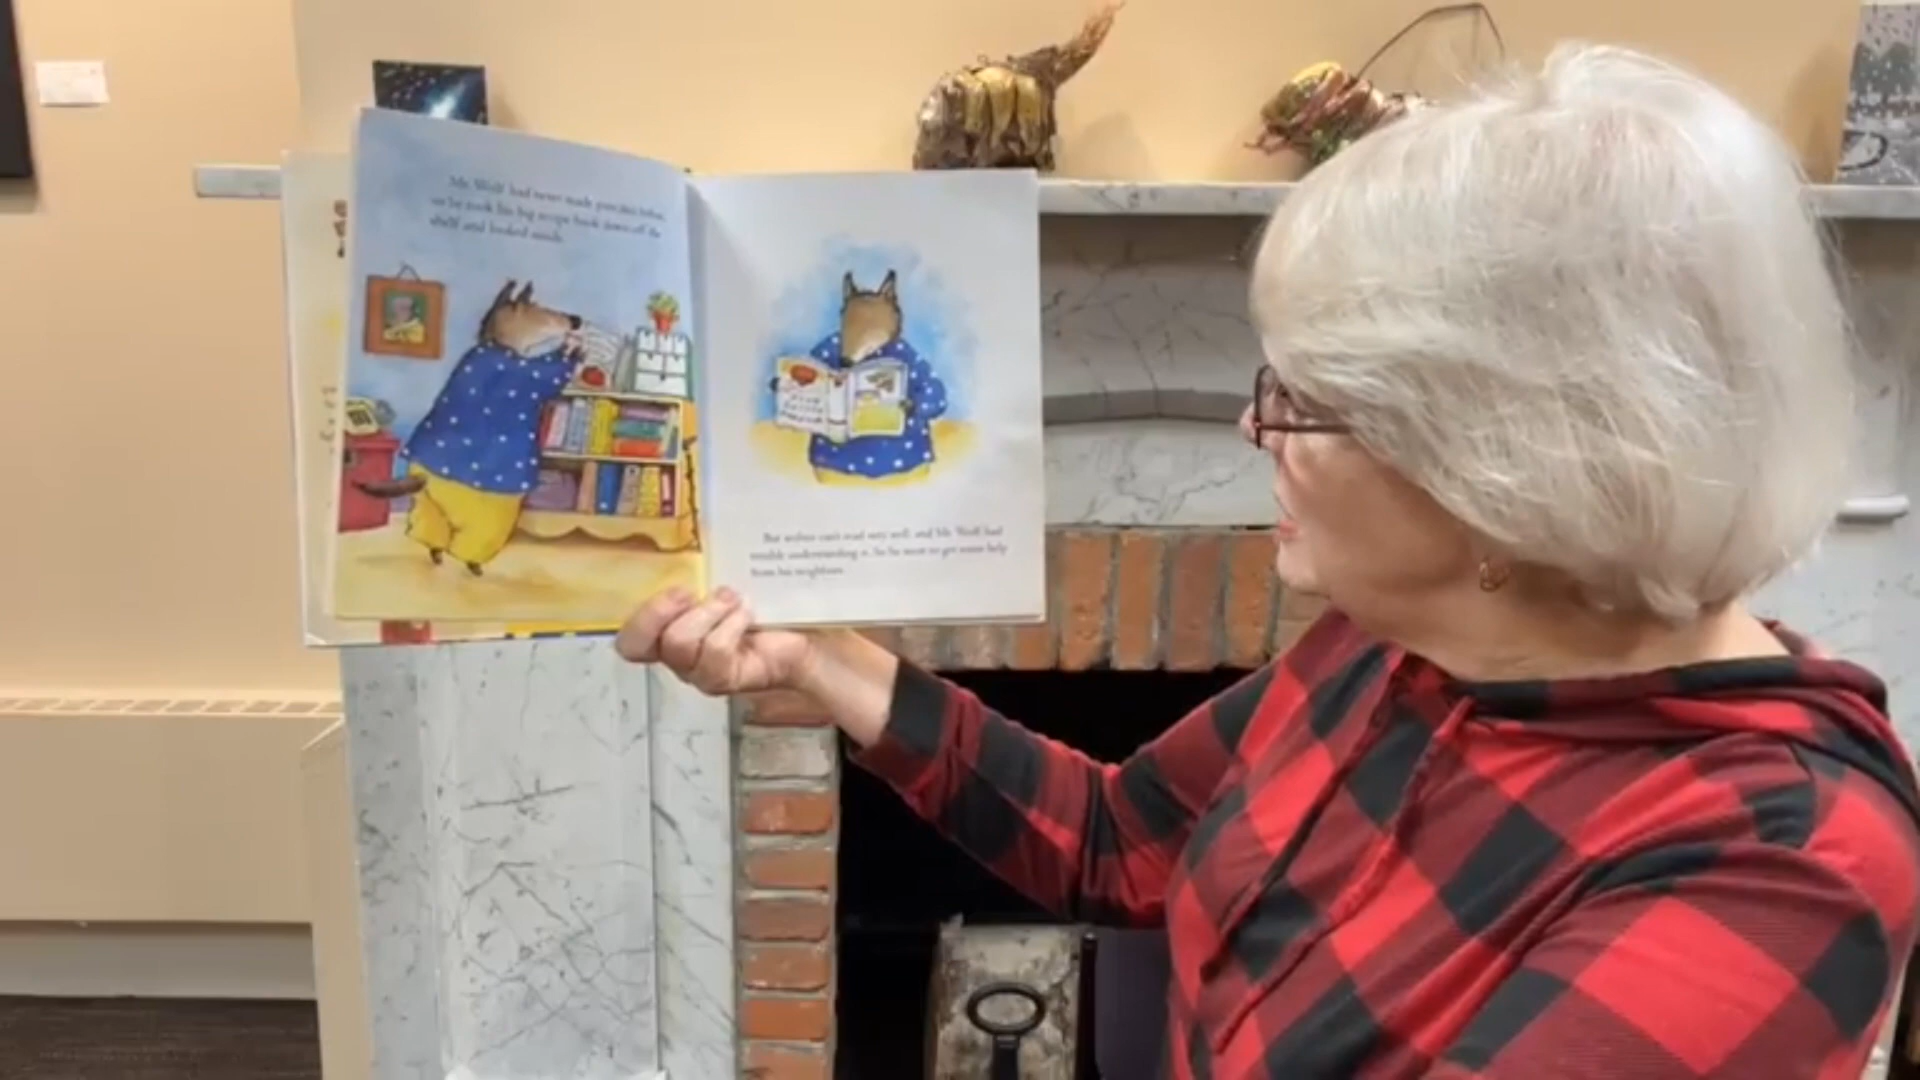 Mr Wolf had never made pancakes before,
so he took his big recipe book down off the
shelf and looked inside.
But wolves can't read very well and Mr Wolf had
trouble understanding it. So he went to get some help
from his neighbours.